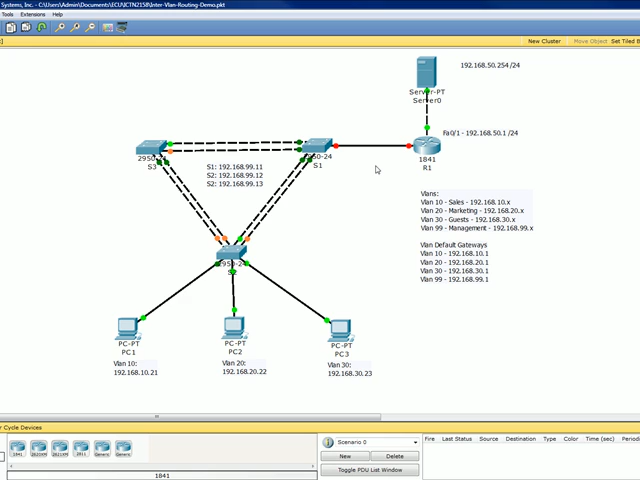 Systems, Inc. - C:\Users\Admin\Documents\ECU\ICTN2158\Inter-Vlan-Routing-Demo.pkt
Tools Extensions Help
New Cluster Move Object Set Tiled B
192.168.50.254 /24
Server-PT
Server0
Fa0/1 - 192.168.50.1 /24
1841
R1
2950-24
S3
2950-24
S1
S1: 192.168.99.11
S2: 192.168.99.12
S2: 192.168.99.13
Vlans:
Vlan 10 - Sales - 192.168.10.x
Vlan 20 - Marketing - 192.168.20.x
Vlan 30 - Guests - 192.168.30.x
Vlan 99 - Management - 192.168.99.x
Vlan Default Gateways
Vlan 10 - 192.168.10.1
Vlan 20 - 192.168.20.1
Vlan 30 - 192.168.30.1
Vlan 99 - 192.168.99.1
2950-24
S2
PC-PT
PC1
PC-PT
PC2
PC-PT
PC3
Vlan 10:
192.168.10.21
Vlan 20:
192.168.20.22
Vlan 30:
192.168.30.23
r Cycle Devices
1841 2620XM 2621XM 2811 Generic Generic
1841
Scenario 0
New Delete
Toggle PDU List Window
Fire Last Status Source Destination Type Color Time (sec) Periodi